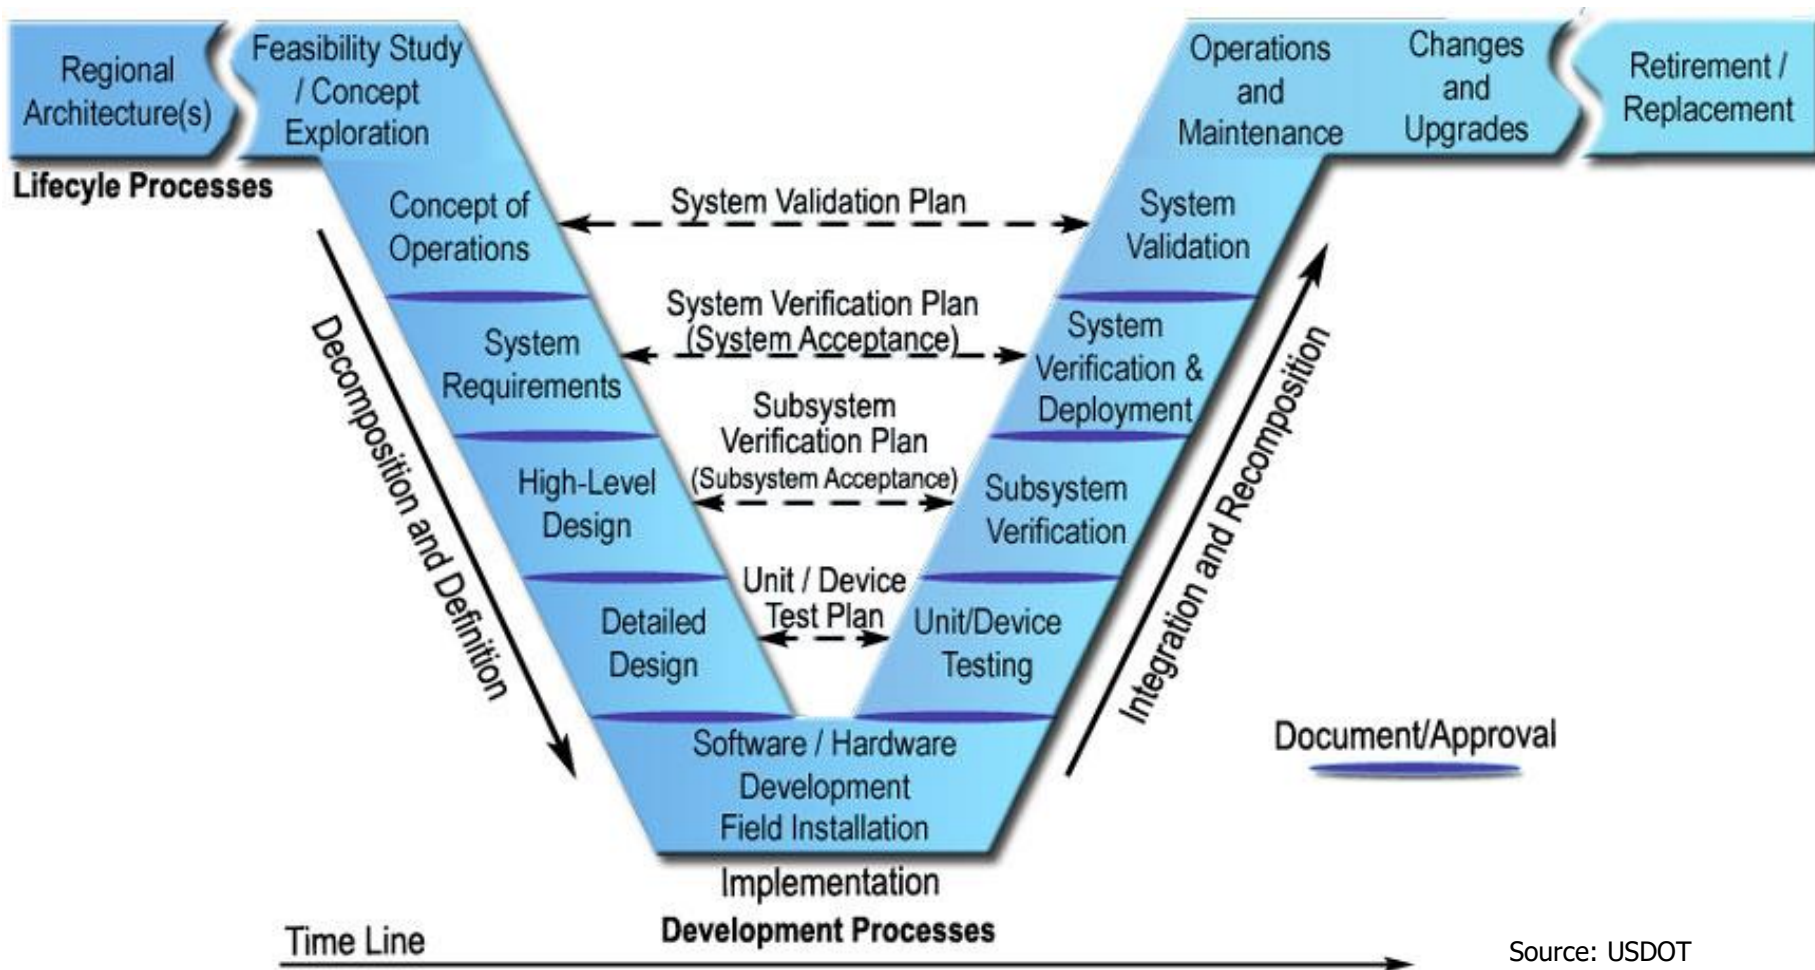 Regional
Architecture(s)
Feasibility Study
/ Concept
Exploration
Operations
and
Maintenance
Changes
and
Upgrades
Retirement /
Replacement
Lifecyle Processes
Concept of
Operations
System Validation Plan
System
Validation
Decomposition and Definition
System
Requirements
System Verification Plan
(System Acceptance)
System
Verification &
Deployment
High-Level
Design
Subsystem
Verification Plan
(Subsystem Acceptance)
Subsystem
Verification
Integration and Recomposition
Detailed
Design
Unit / Device
Test Plan
Unit/Device
Testing
Software / Hardware
Development
Field Installation
Document/Approval
Implementation
Development Processes
Time Line
Source: USDOT